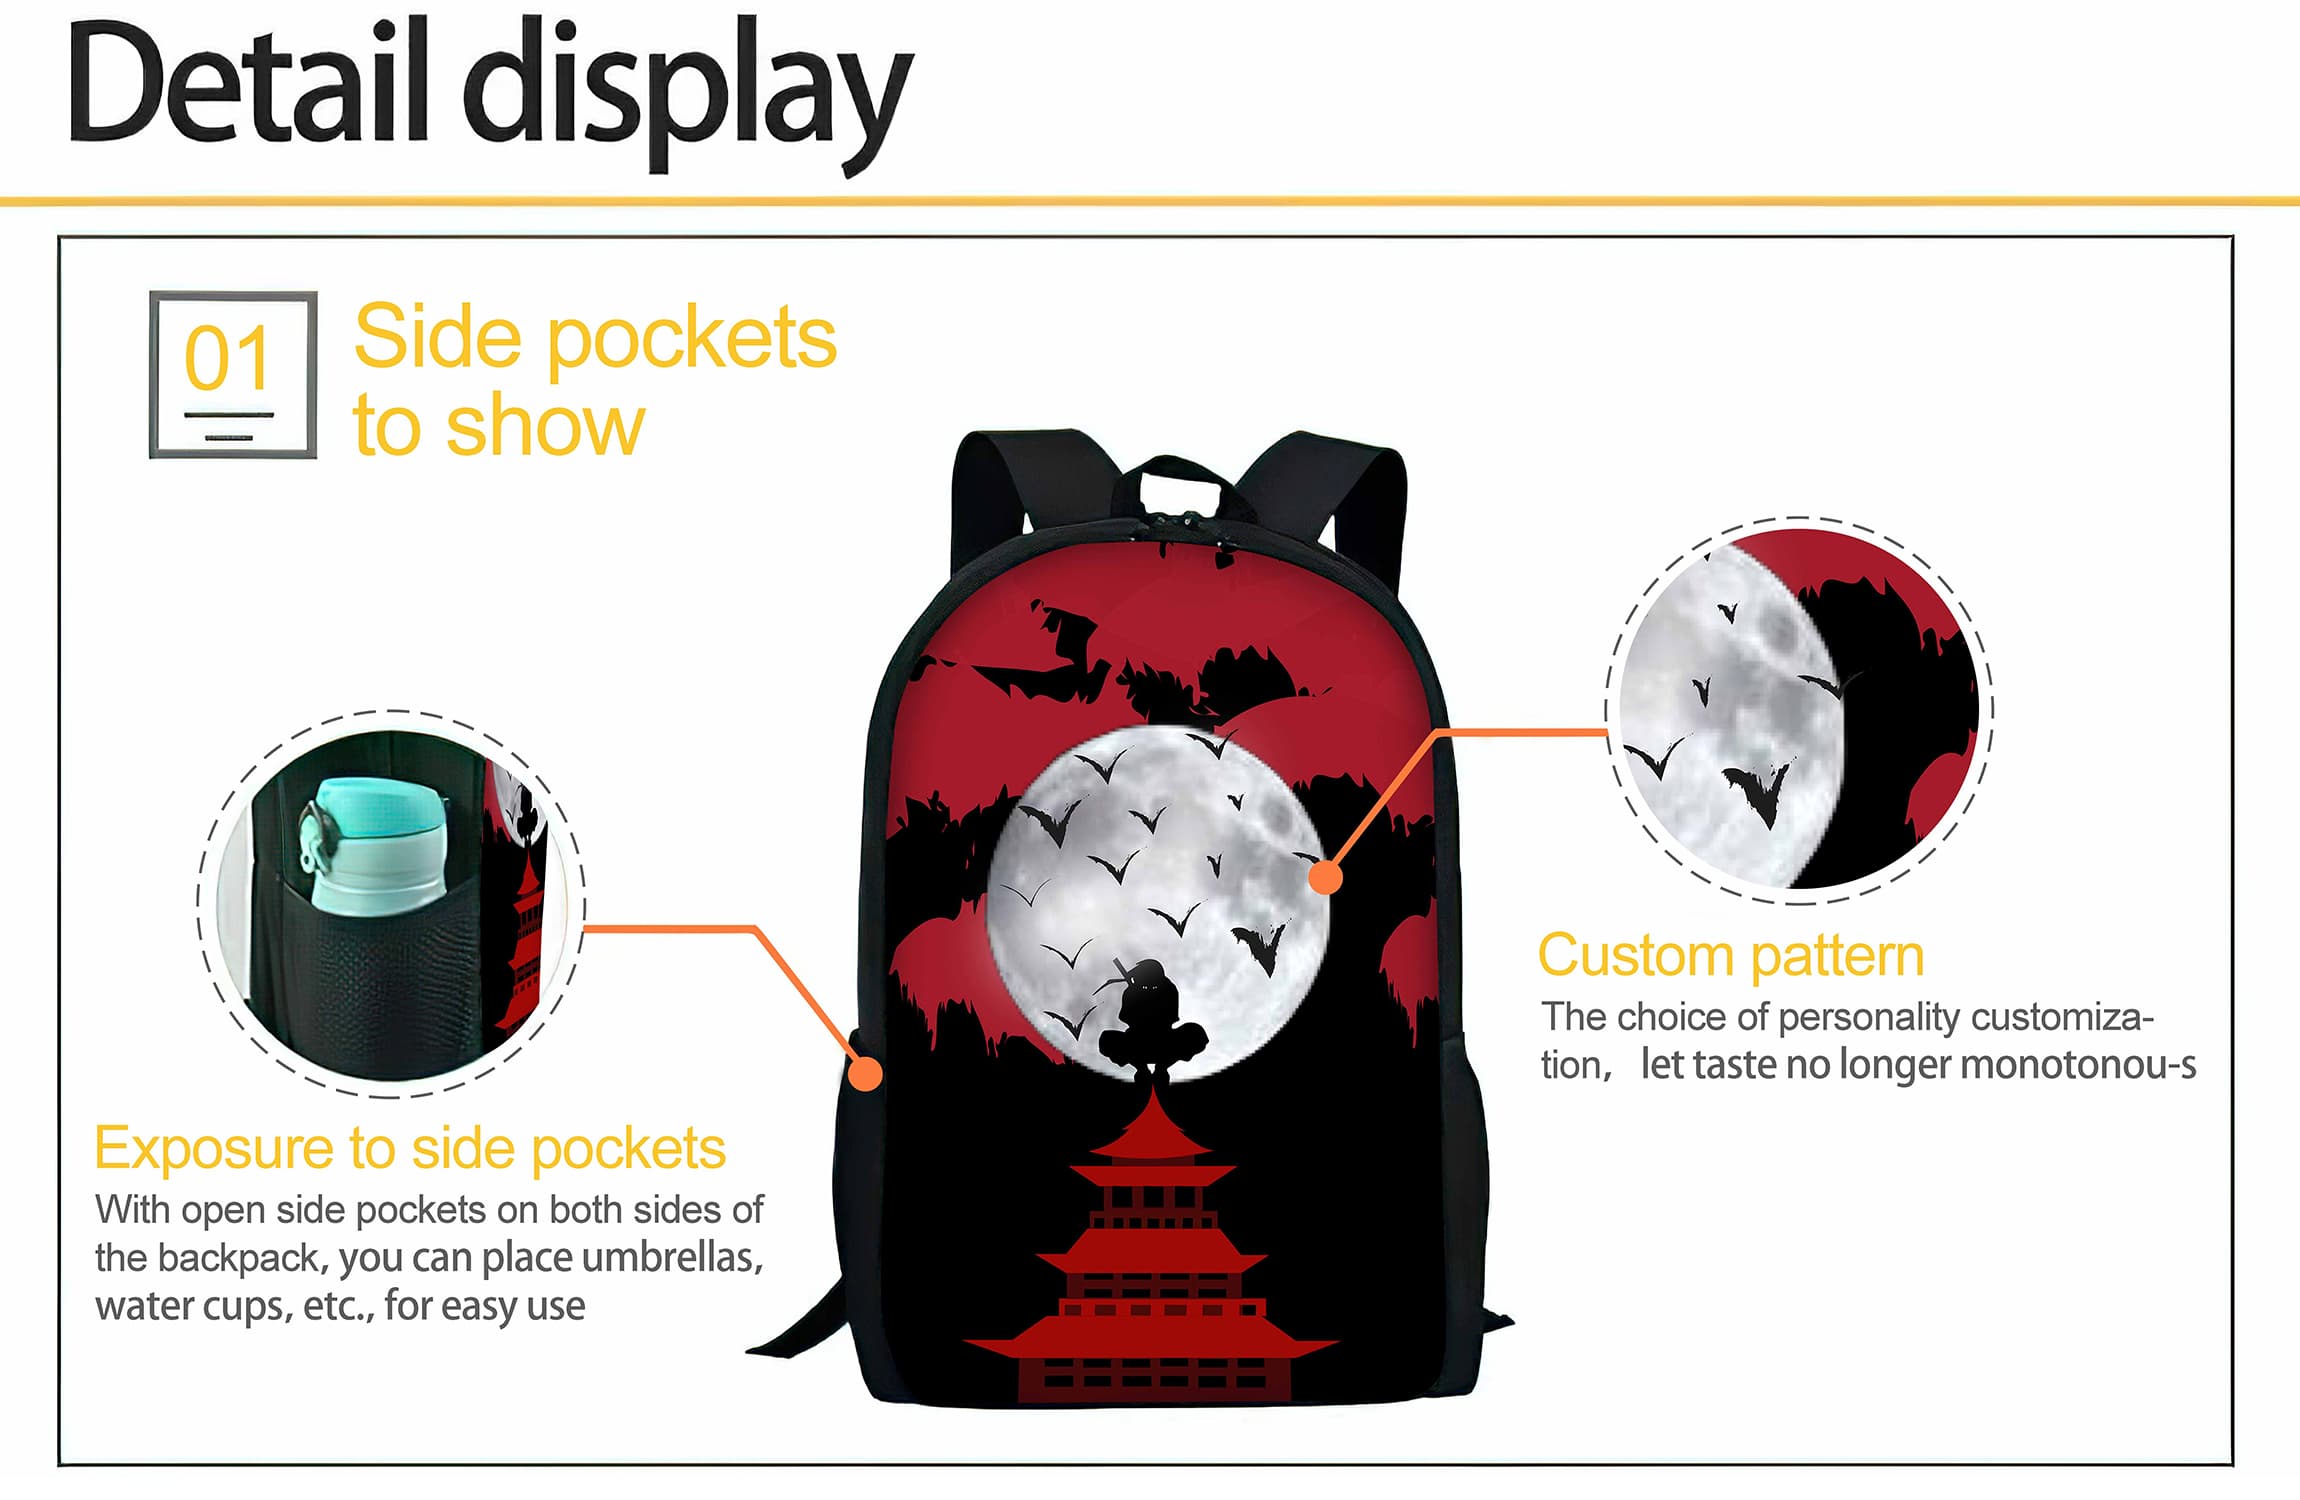 Detail display
01
Side pockets
to show
Exposure to side pockets
With open side pockets on both sides of
the backpack, you can place umbrellas,
water cups, etc., for easy use
Custom pattern
The choice of personality customiza-
tion, let taste no longer monotonou-s